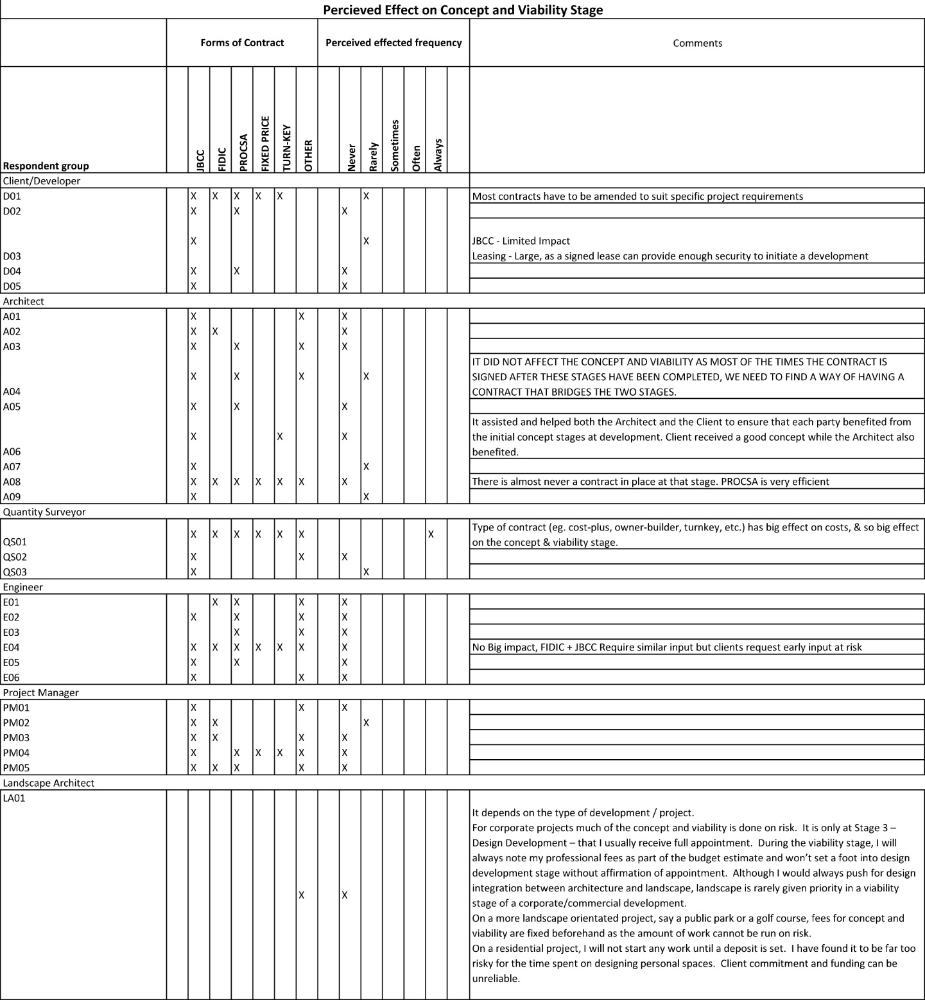 Percieved Effect on Concept and Viability Stage
Forms of Contract Perceived effected frequency Comments
Respondent group JBCC FIDIC PROCSA FIXED PRICE TURN-KEY OTHER Never Rarely Sometimes Often Always
Client/Developer
D01 X X X X X X Most contracts have to be amended to suit specific project requirements
D02 X X X
X X JBCC - Limited Impact
D03 Leasing - Large, as a signed lease can provide enough security to initiate a development
D04 X X X
D05 X X
Architect
A01 X X X
A02 X X X
A03 X X X X
IT DID NOT AFFECT THE CONCEPT AND VIABILITY AS MOST OF THE TIMES THE CONTRACT IS
X X X X SIGNED AFTER THESE STAGES HAVE BEEN COMPLETED, WE NEED TO FIND A WAY OF HAVING A
A04 CONTRACT THAT BRIDGES THE TWO STAGES.
A05 X X X
It assisted and helped both the Architect and the Client to ensure that each party benefited from
X X X the initial concept stages at development. Client received a good concept while the Architect also
A06 benefited.
A07 X X
A08 X X X X X X X There is almost never a contract in place at that stage. PROCSA is very efficient
A09 X X
Quantity Surveyor
X X X X X X X Type of contract (eg. cost-plus, owner-builder, turnkey, etc.) has big effect on costs, & so big effect
QS01 on the concept & viability stage.
QS02 X X X
QS03 X X
Engineer
E01 X X X X
E02 X X X X
E03 X X X
E04 X X X X X X X No Big impact, FIDIC + JBCC Require similar input but clients request early input at risk
E05 X X X
E06 X X X
Project Manager
PM01 X X X
PM02 X X X
PM03 X X X X
PM04 X X X X X X
PM05 X X X X X
Landscape Architect
LA01
It depends on the type of development / project.
For corporate projects much of the concept and viability is done on risk. It is only at Stage 3 –
Design Development – that I usually receive full appointment. During the viability stage, I will
always note my professional fees as part of the budget estimate and won't set a foot into design
development stage without affirmation of appointment. Although I would always push for design
X X integration between architecture and landscape, landscape is rarely given priority in a viability
stage of a corporate/commercial development.
On a more landscape orientated project, say a public park or a golf course, fees for concept and
viability are fixed beforehand as the amount of work cannot be run on risk.
On a residential project, I will not start any work until a deposit is set. I have found it to be far too
risky for the time spent on designing personal spaces. Client commitment and funding can be
unreliable.